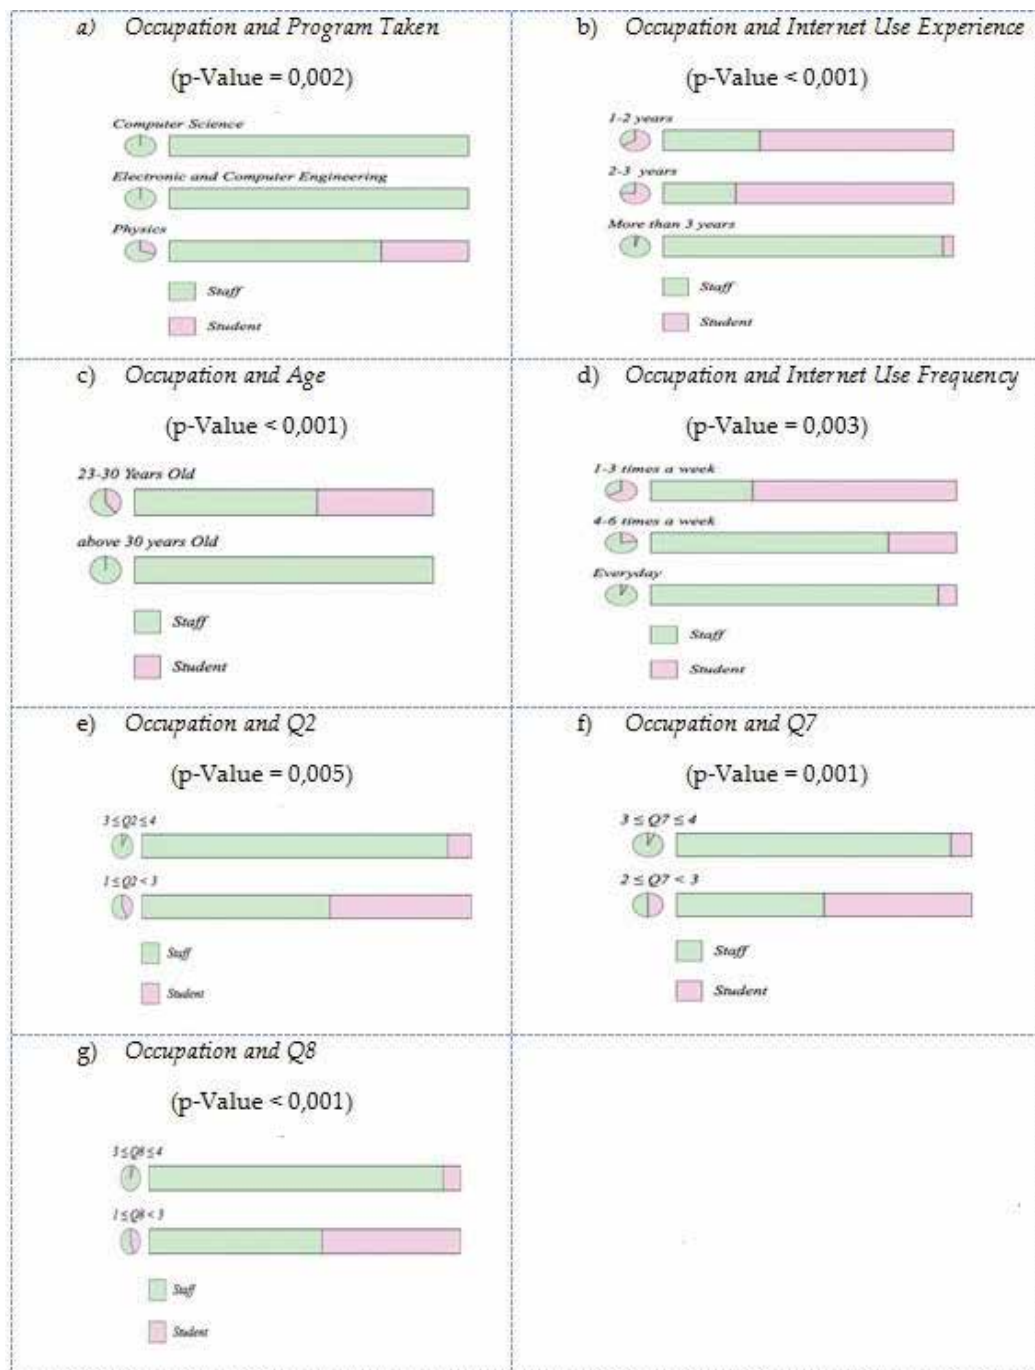 a) Occupation and Program Taken
(p-Value = 0,002)
Computer Science
Electronic and Computer Engineering
Physics
Staff
Student
b) Occupation and Internet Use Experience
(p-Value < 0,001)
1-2 years
2-3 years
More than 3 years
Staff
Student
c) Occupation and Age
(p-Value < 0,001)
23-30 Years Old
above 30 years Old
Staff
Student
d) Occupation and Internet Use Frequency
(p-Value = 0,003)
1-3 times a week
4-6 times a week
Everyday
Staff
Student
e) Occupation and Q2
(p-Value = 0,005)
3 ≤ Q2 ≤ 4
1 ≤ Q2 < 3
Staff
Student
f) Occupation and Q7
(p-Value = 0,001)
3 ≤ Q7 ≤ 4
2 ≤ Q7 < 3
Staff
Student
g) Occupation and Q8
(p-Value < 0,001)
3 ≤ Q8 ≤ 4
1 ≤ Q8 < 3
Staff
Student